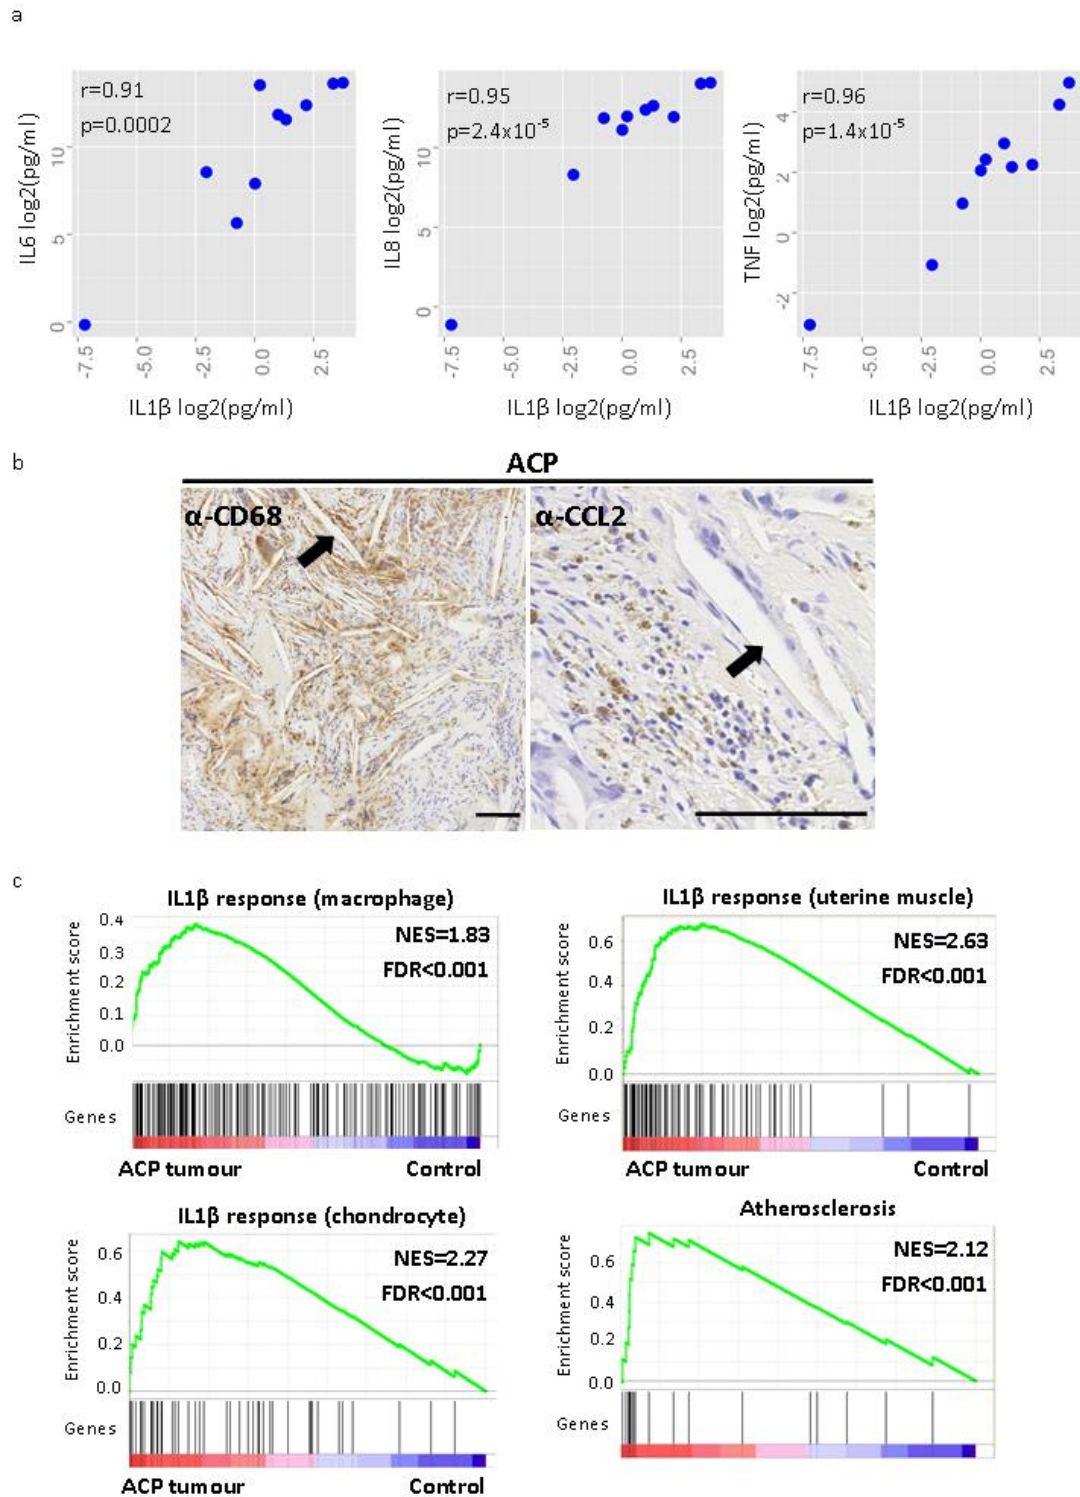 a
r=0.91
p=0.0002
IL6 log2(pg/ml)
0
5
10
-7.5
-5.0
-2.5
0.0
2.5
IL1β log2(pg/ml)
r=0.95
p=2.4x10-5
IL8 log2(pg/ml)
0
5
10
-7.5
-5.0
-2.5
0.0
2.5
IL1β log2(pg/ml)
r=0.96
p=1.4x10-5
TNF log2(pg/ml)
-2
0
2
4
-7.5
-5.0
-2.5
0.0
2.5
IL1β log2(pg/ml)
b
ACP
α-CD68
α-CCL2
c
IL1β response (macrophage)
Enrichment score
0.4
0.3
0.2
0.1
0.0
NES=1.83
FDR<0.001
Genes
ACP tumour
Control
IL1β response (uterine muscle)
Enrichment score
0.6
0.4
0.2
0.0
NES=2.63
FDR<0.001
Genes
ACP tumour
Control
IL1β response (chondrocyte)
Enrichment score
0.6
0.4
0.2
0.0
NES=2.27
FDR<0.001
Genes
ACP tumour
Control
Atherosclerosis
Enrichment score
0.6
0.4
0.2
0.0
NES=2.12
FDR<0.001
Genes